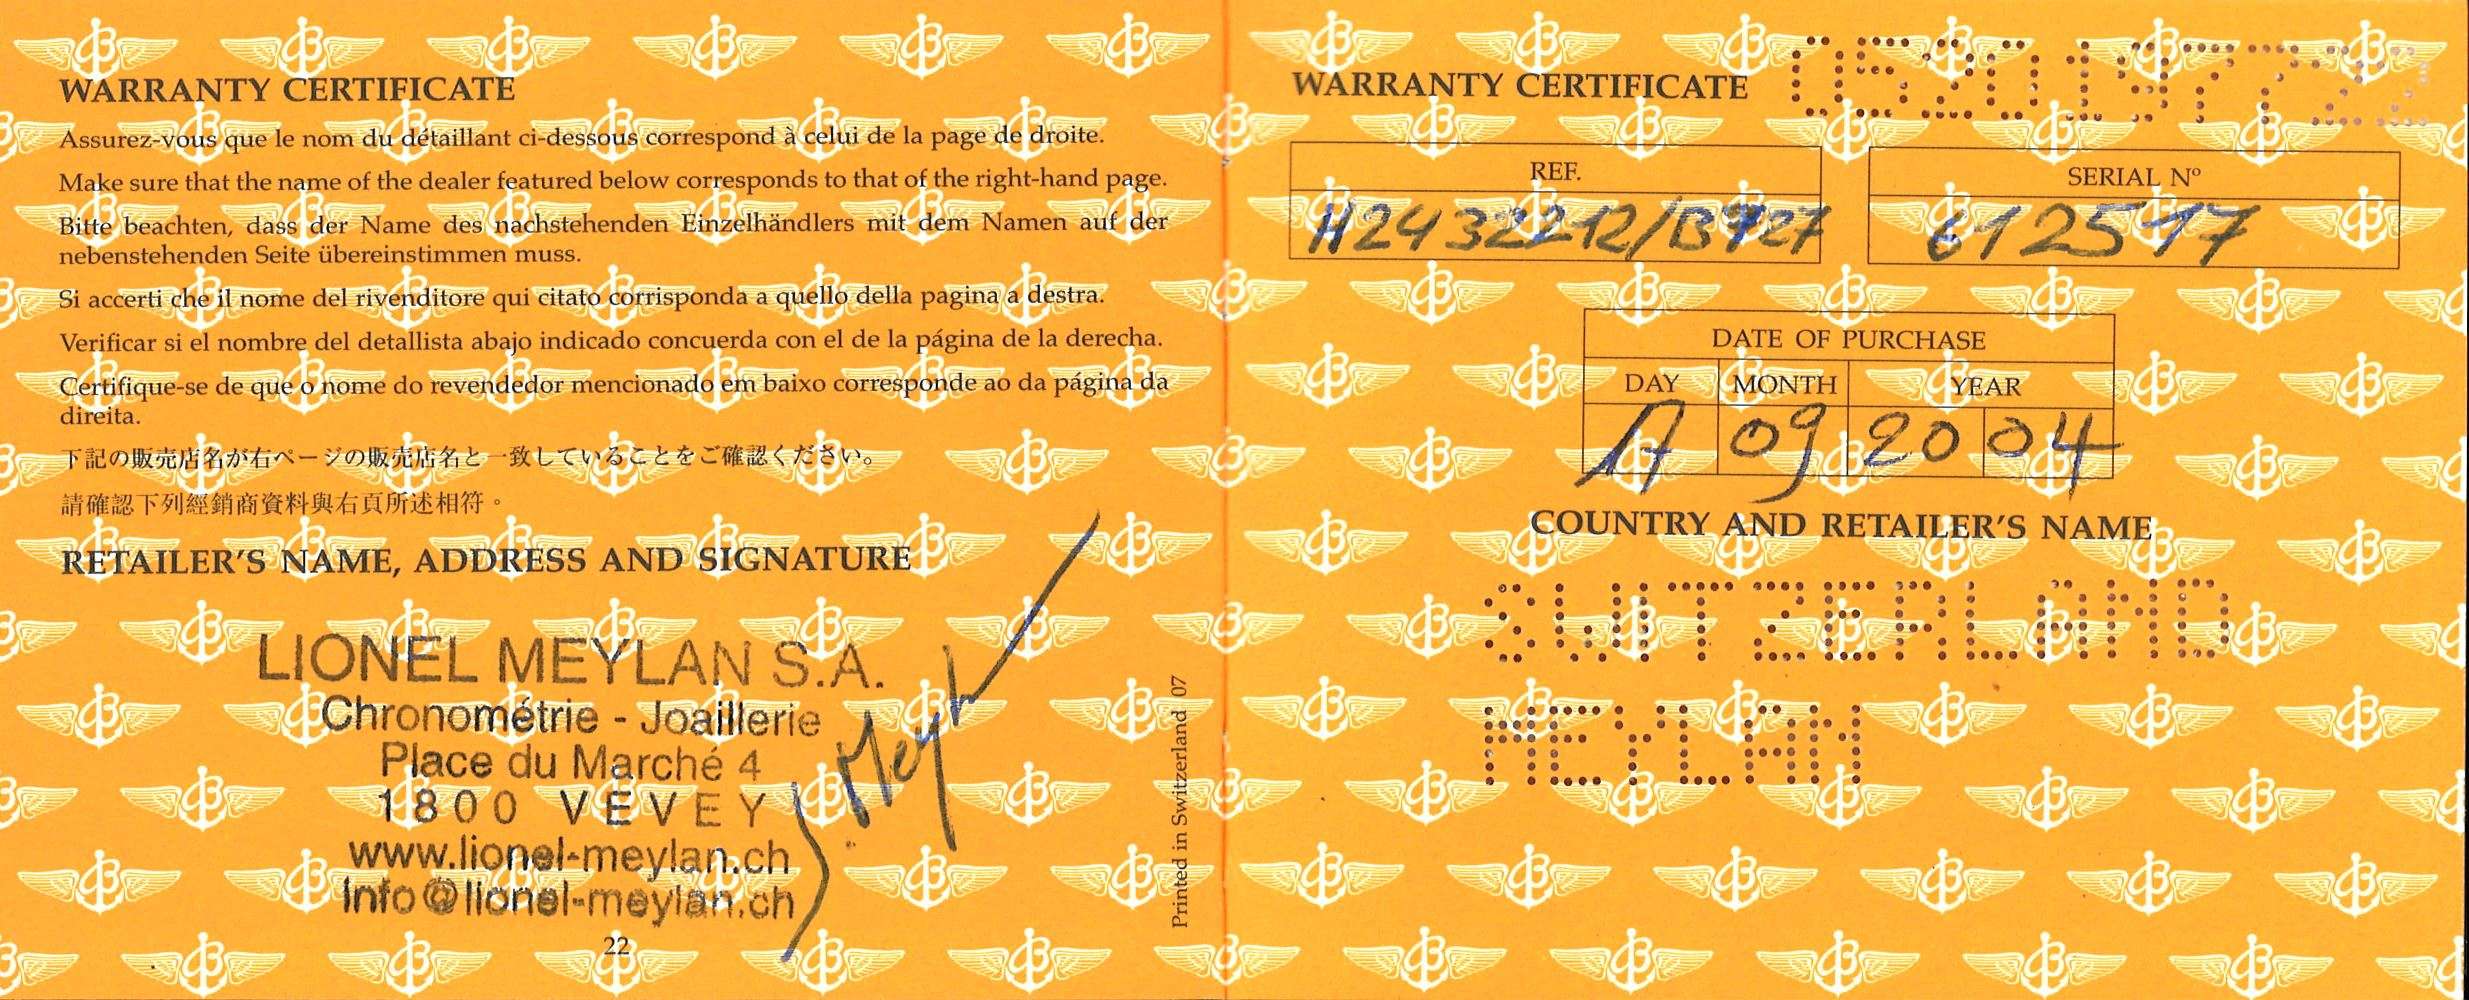 WARRANTY CERTIFICATE
Assurez-vous que le nom du détaillant ci-dessous correspond à celui de la page de droite.
Make sure that the name of the dealer featured below corresponds to that of the right-hand page.
Bitte beachten, dass der Name des nachstehenden Einzelhändlers mit dem Namen auf der
nebenstehenden Seite übereinstimmen muss.
Si accerti che il nome del rivenditore qui citato corrisponda a quello della pagina a destra.
Verificar si el nombre del detallista abajo indicado concuerda con el de la página de la derecha.
Certifique-se de que o nome do revendedor mencionado em baixo corresponde ao da página da
direita.
下記の販売店名が右ページの販売店名と一致していることをご確認ください。
請確認下列經銷商資料與右頁所述相符。
RETAILER'S NAME, ADDRESS AND SIGNATURE
LIONEL MEYLAN S.A.
Chronométrie - Joaillerie
Place du Marché 4
1800 VEVEY
www.lionel-meylan.ch
Info@lionel-meylan.ch
22
Printed in Switzerland 07
WARRANTY CERTIFICATE
REF.
SERIAL Nº
612517
DATE OF PURCHASE
DAY MONTH YEAR
09 20 04
COUNTRY AND RETAILER'S NAME
SWITZERLAND
MEYLAN